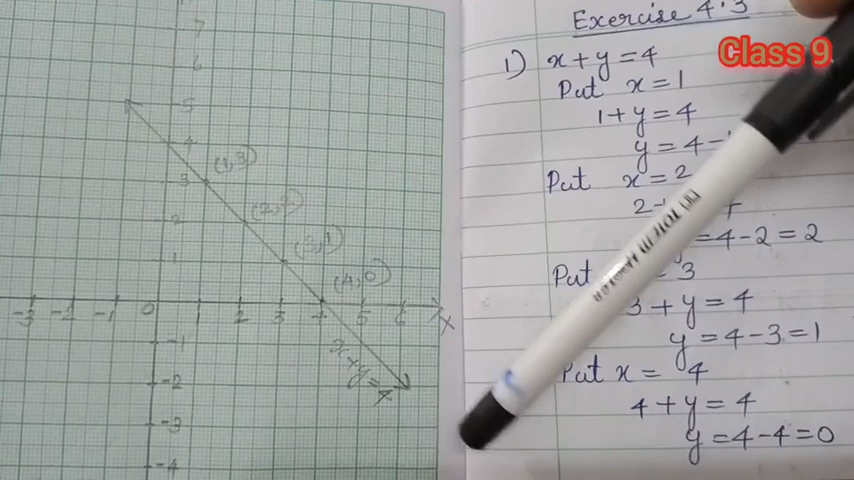 7
6
5
4
3
2
1
(1,3)
(2,
(3,1)
(4,0)
-3 -2 -1 0 1 2 3 4 5 6 X
-1
-2
-3
-4
x+y=4
Exercise 4.3
Class 9
1) x+y=4
Put x=1
1+y=4
y=4-
Put x=2
2
=4-2=2
Put = 3
3+y=4
y=4-3=1
Put x= 4
4+y=4
y=4-4=0